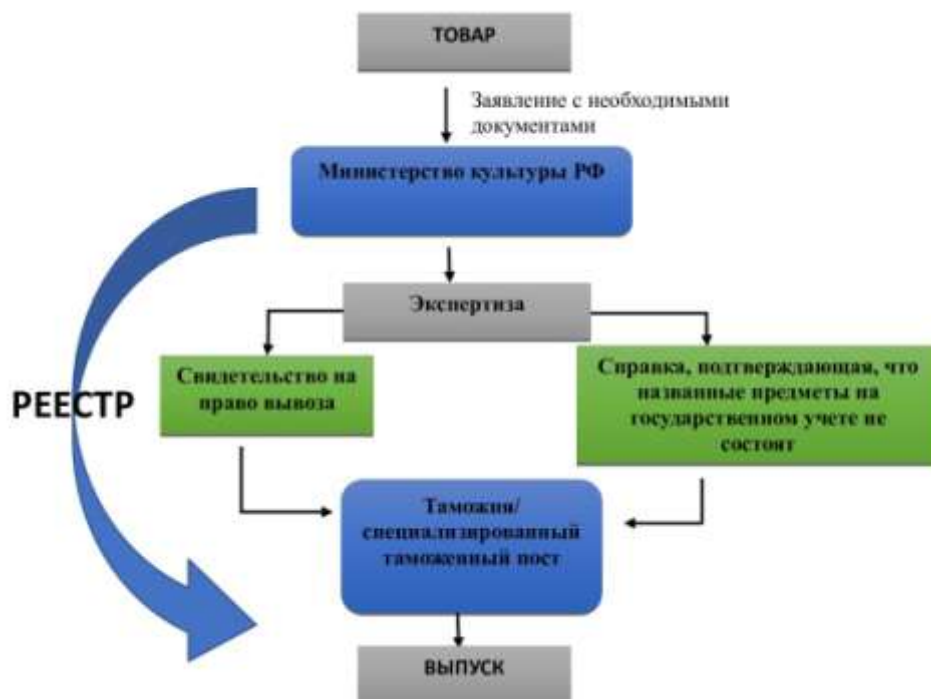 ТОВАР
Заявление с необходимыми
документами
Министерство культуры РФ
Экспертиза
Свидетельство на
право вывоза
Справка, подтверждающая, что
названные предметы на
государственном учете не
состоят
РЕЕСТР
Таможня/
специализированный
таможенный пост
ВЫПУСК